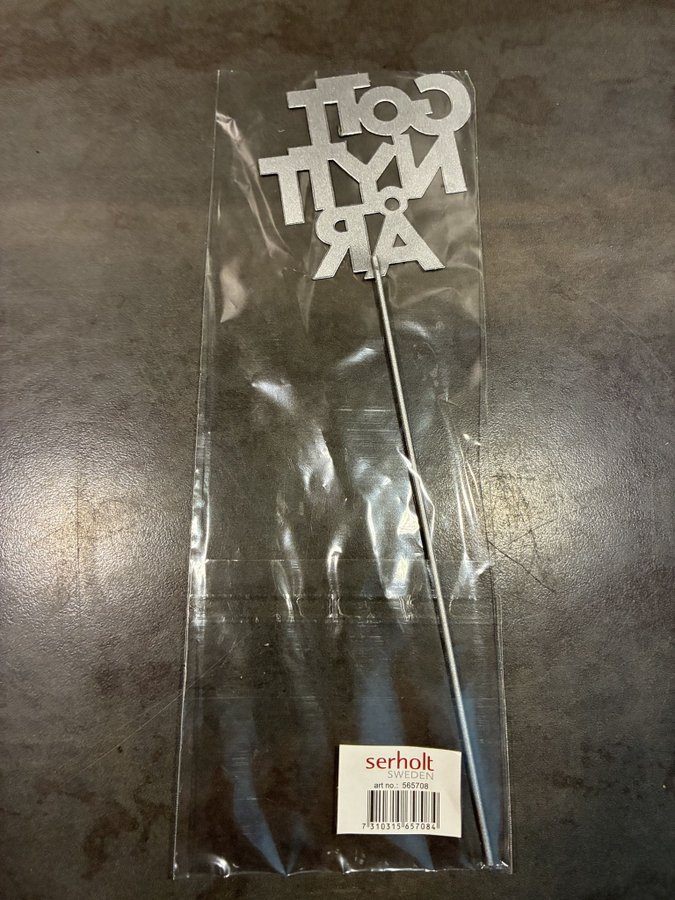 GOTT
NYTT
ÅR
serholt
SWEDEN
art no.: 565708
7 310315 657084